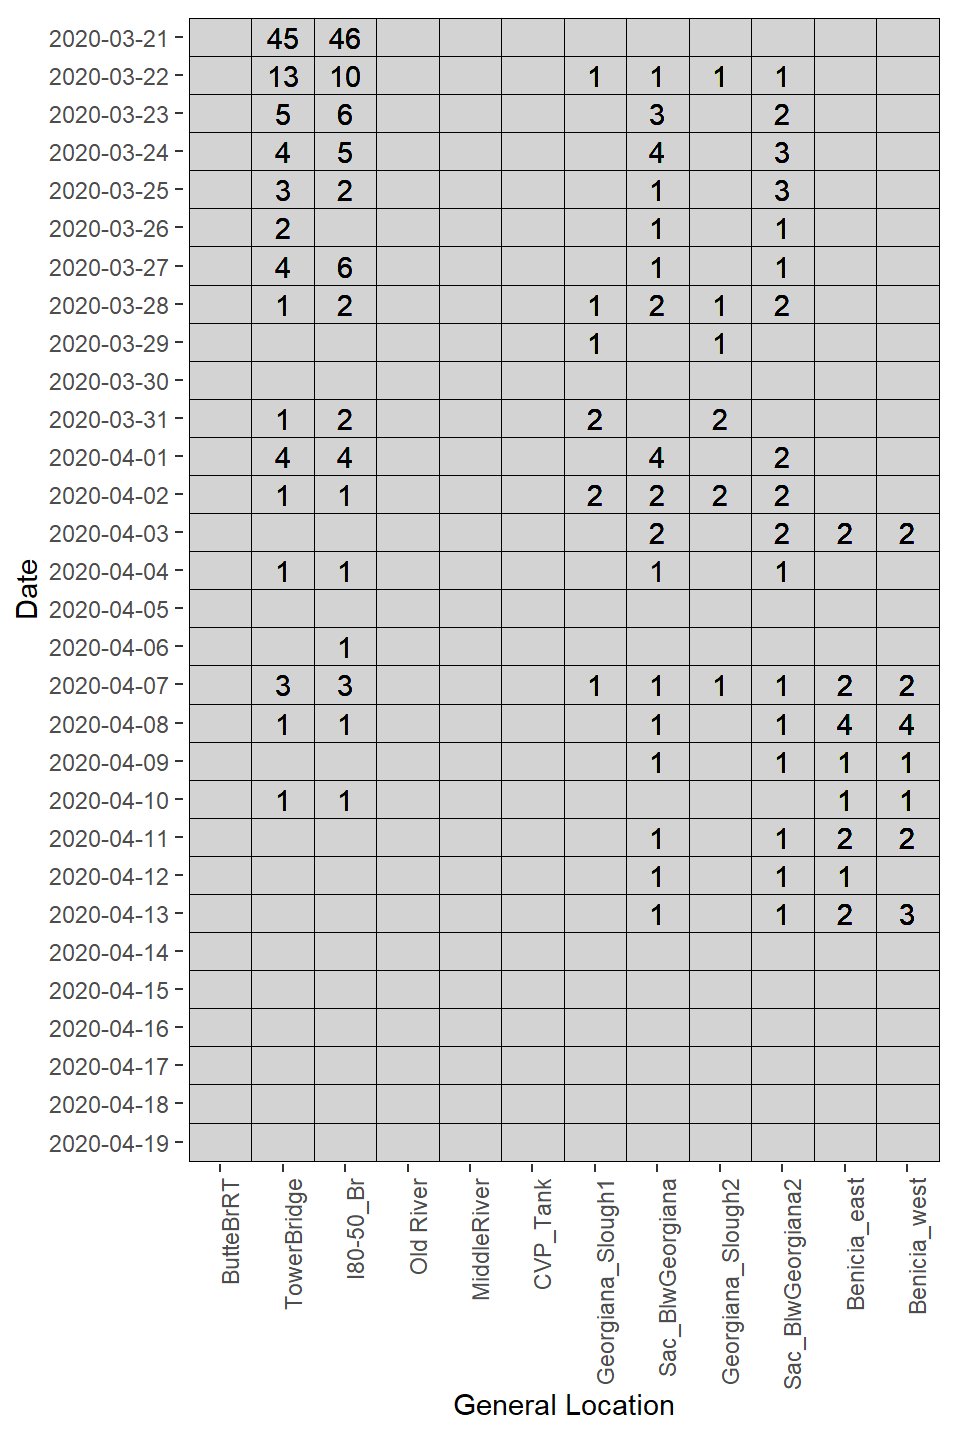 2020-03-21 45 46
2020-03-22 13 10 1 1 1 1
2020-03-23 5 6 3 2
2020-03-24 4 5 4 3
2020-03-25 3 2 1 3
2020-03-26 2 1 1
2020-03-27 4 6 1 1
2020-03-28 1 2 1 2 1 2
2020-03-29 1 1
2020-03-30
2020-03-31 1 2 2 2
2020-04-01 4 4 4 2
2020-04-02 1 1 2 2 2 2
2020-04-03 2 2 2 2
2020-04-04 1 1 1 1
2020-04-05
2020-04-06 1
2020-04-07 3 3 1 1 1 1 2 2
2020-04-08 1 1 1 1 4 4
2020-04-09 1 1 1 1
2020-04-10 1 1 1 1
2020-04-11 1 1 2 2
2020-04-12 1 1 1
2020-04-13 1 1 2 3
2020-04-14
2020-04-15
2020-04-16
2020-04-17
2020-04-18
2020-04-19
Date
ButteBrRT
TowerBridge
I80-50_Br
Old River
MiddleRiver
CVP_Tank
Georgiana_Slough1
Sac_BlwGeorgiana
Georgiana_Slough2
Sac_BlwGeorgiana2
Benicia_east
Benicia_west
General Location